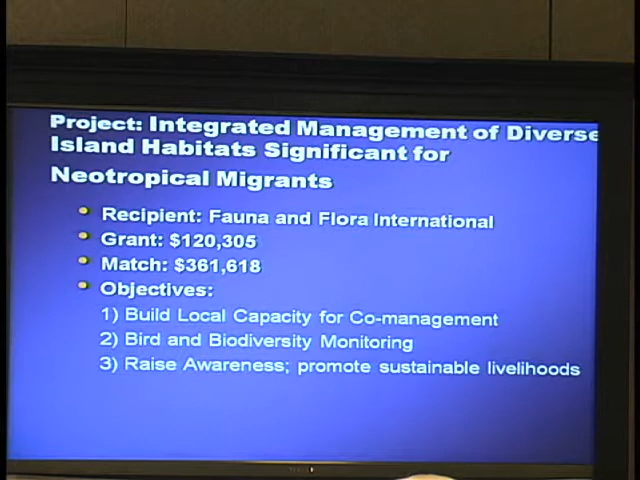 Project: Integrated Management of Diverse
Island Habitats Significant for
Neotropical Migrants
Recipient: Fauna and Flora International
Grant: $120,305
Match: $361,618
Objectives:
1) Build Local Capacity for Co-management
2) Bird and Biodiversity Monitoring
3) Raise Awareness; promote sustainable livelihoods